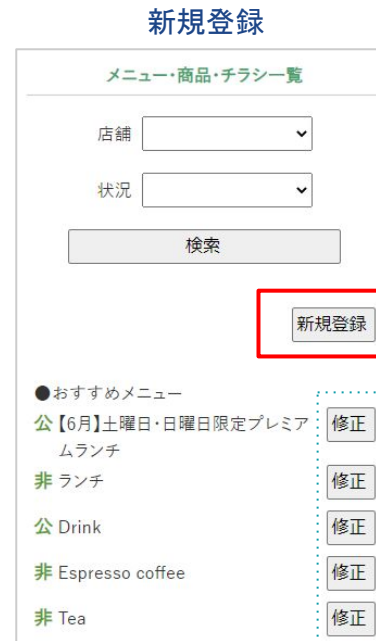 新規登録
メニュー・商品・チラシ一覧
店舗
状況
検索
新規登録
●おすすめメニュー
公【6月】土曜日・日曜日限定プレミア 修正
ムランチ
非 ランチ 修正
公 Drink 修正
非 Espresso coffee 修正
非 Tea 修正